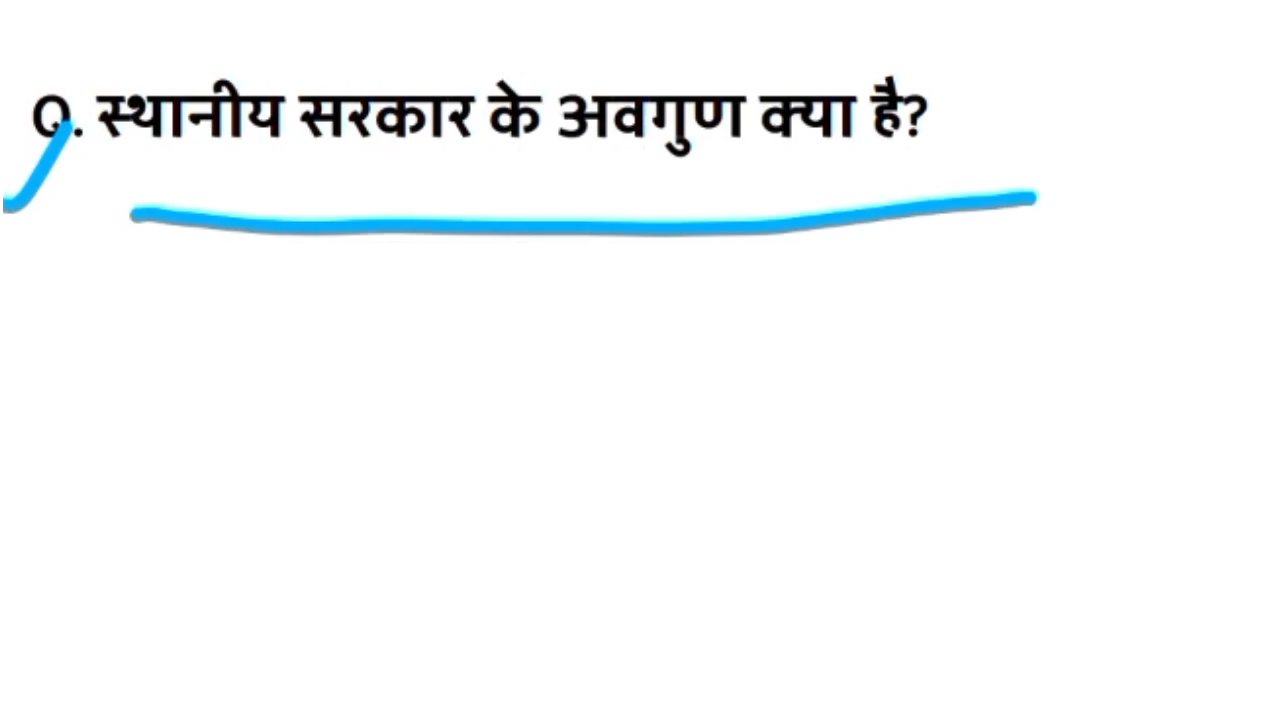 Q. स्थानीय सरकार के अवगुण क्या है?